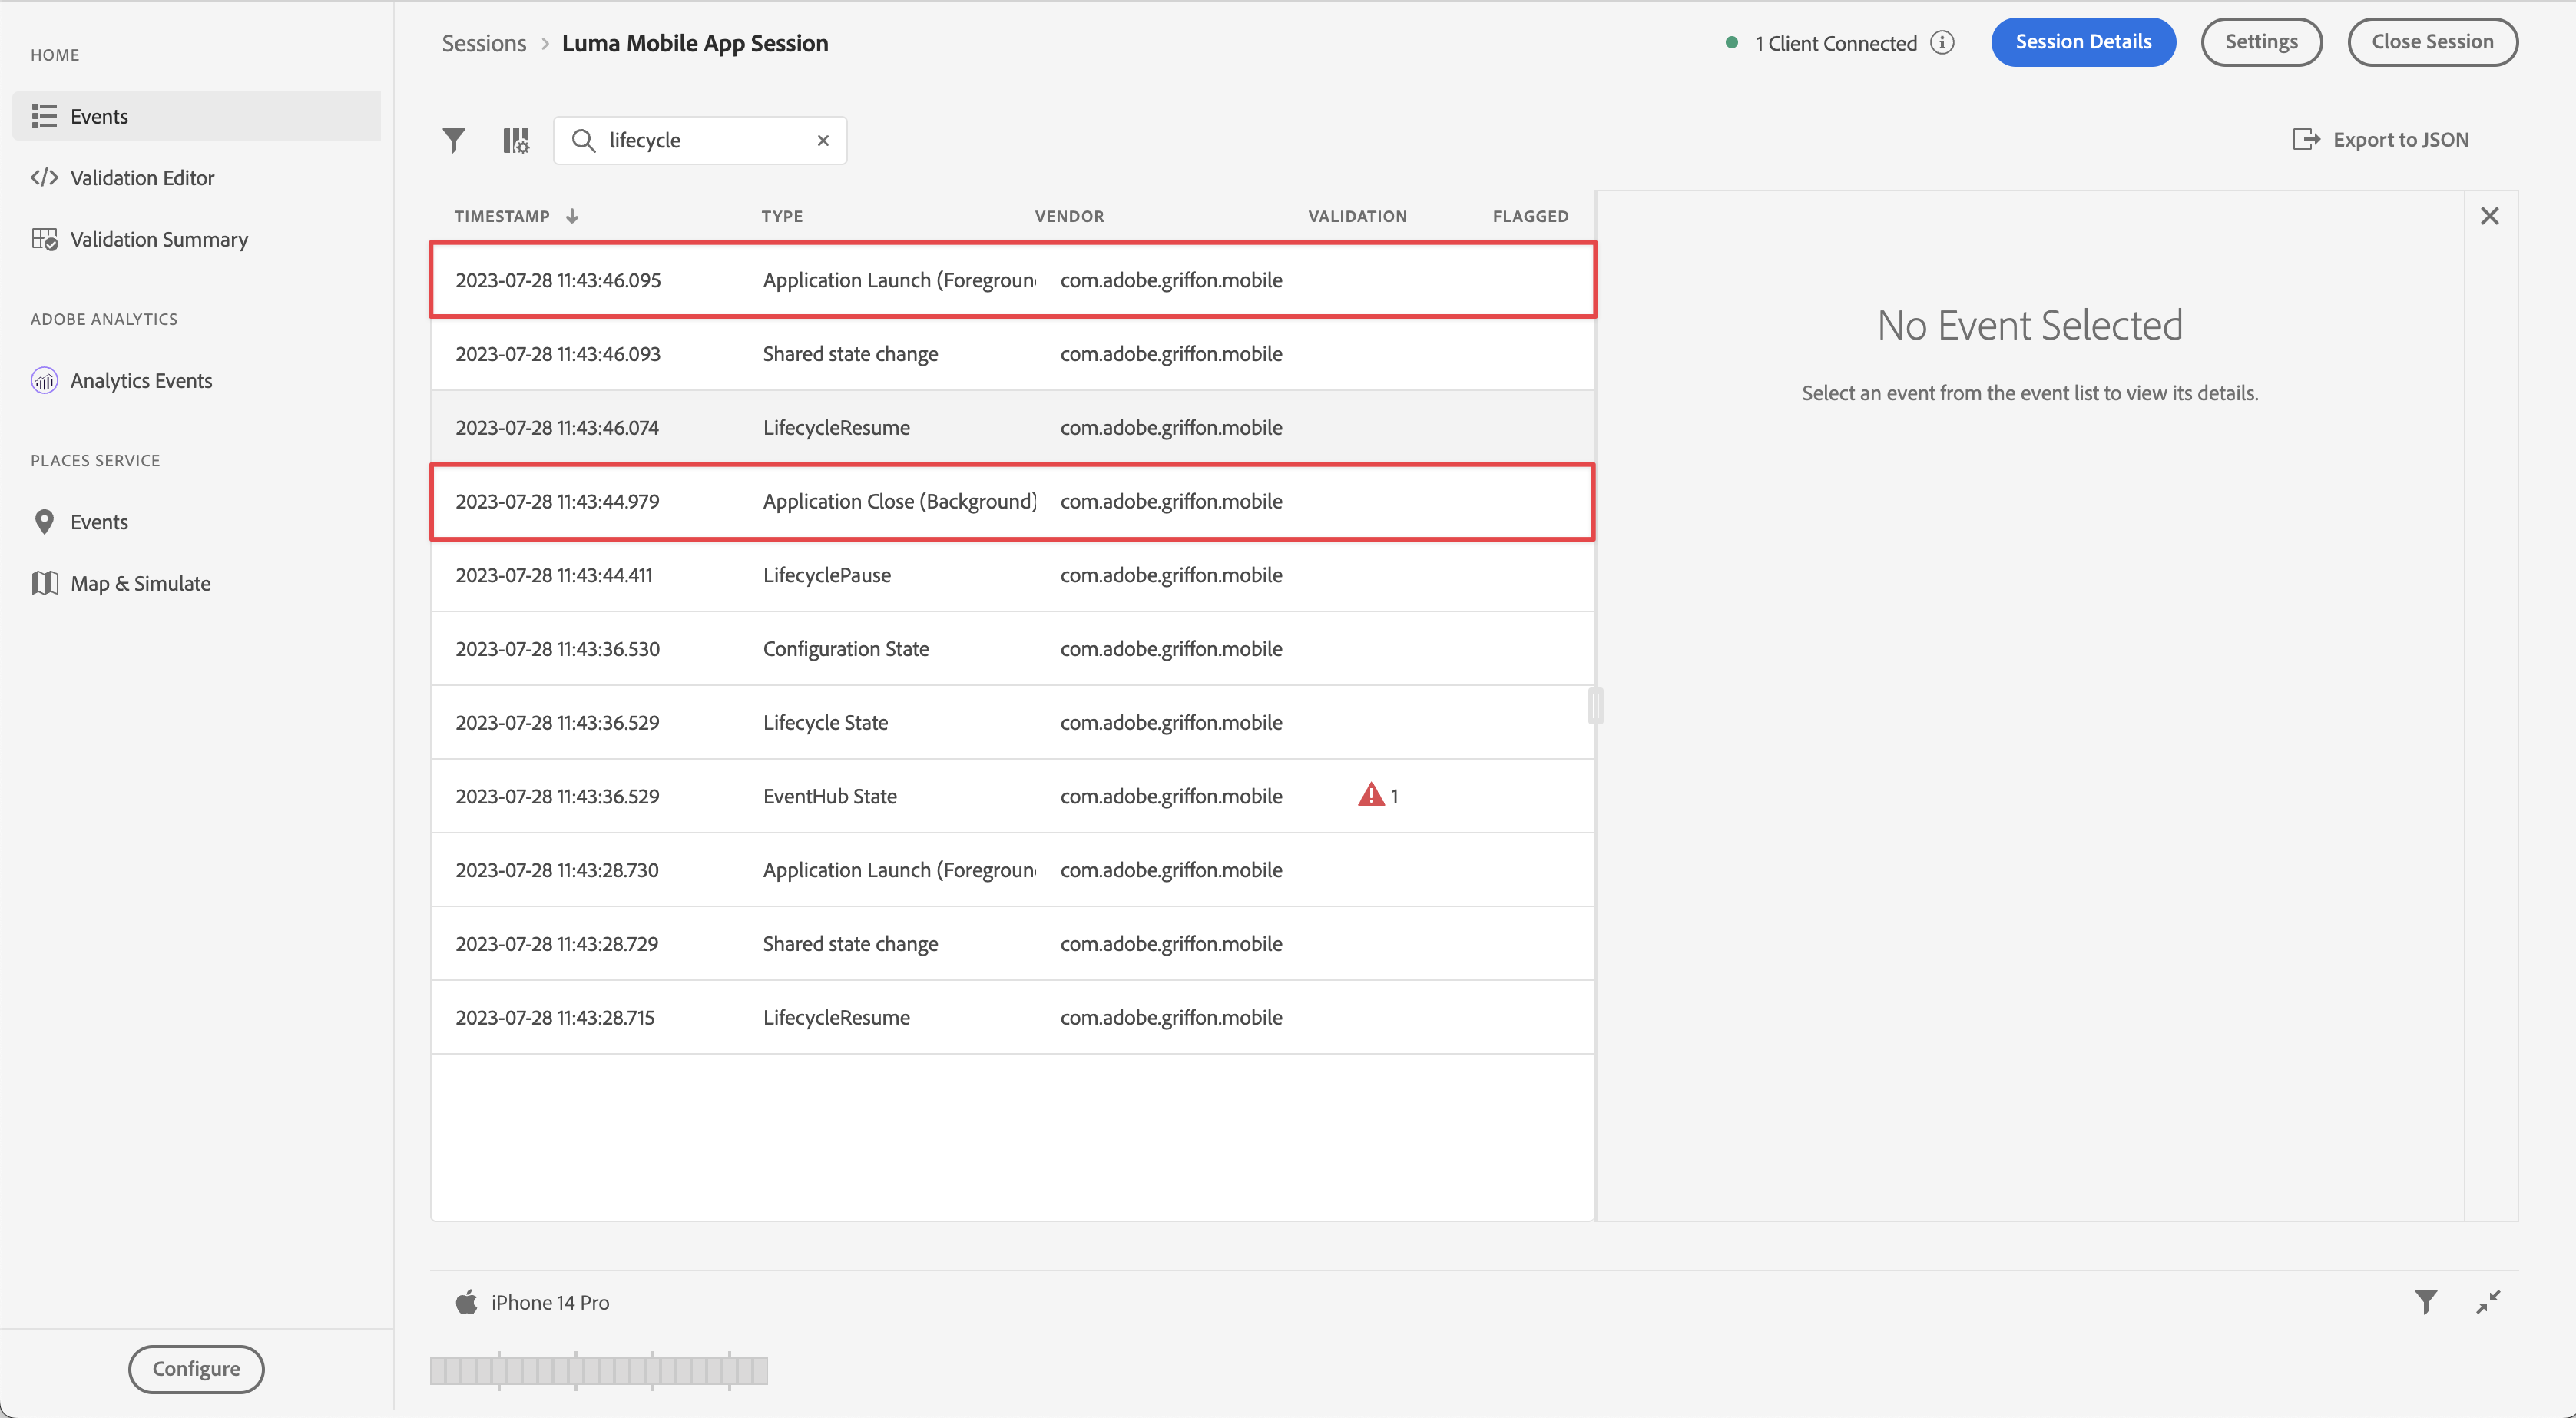 HOME
Events
Validation Editor
Validation Summary
ADOBE ANALYTICS
Analytics Events
PLACES SERVICE
Events
Map & Simulate
Configure
Sessions > Luma Mobile App Session
1 Client Connected
Session Details
Settings
Close Session
lifecycle
Export to JSON
TIMESTAMP TYPE VENDOR VALIDATION FLAGGED
2023-07-28 11:43:46.095 Application Launch (Foregroun com.adobe.griffon.mobile
2023-07-28 11:43:46.093 Shared state change com.adobe.griffon.mobile
2023-07-28 11:43:46.074 LifecycleResume com.adobe.griffon.mobile
2023-07-28 11:43:44.979 Application Close (Background) com.adobe.griffon.mobile
2023-07-28 11:43:44.411 LifecyclePause com.adobe.griffon.mobile
2023-07-28 11:43:36.530 Configuration State com.adobe.griffon.mobile
2023-07-28 11:43:36.529 Lifecycle State com.adobe.griffon.mobile
2023-07-28 11:43:36.529 EventHub State com.adobe.griffon.mobile 1
2023-07-28 11:43:28.730 Application Launch (Foregroun com.adobe.griffon.mobile
2023-07-28 11:43:28.729 Shared state change com.adobe.griffon.mobile
2023-07-28 11:43:28.715 LifecycleResume com.adobe.griffon.mobile
No Event Selected
Select an event from the event list to view its details.
iPhone 14 Pro